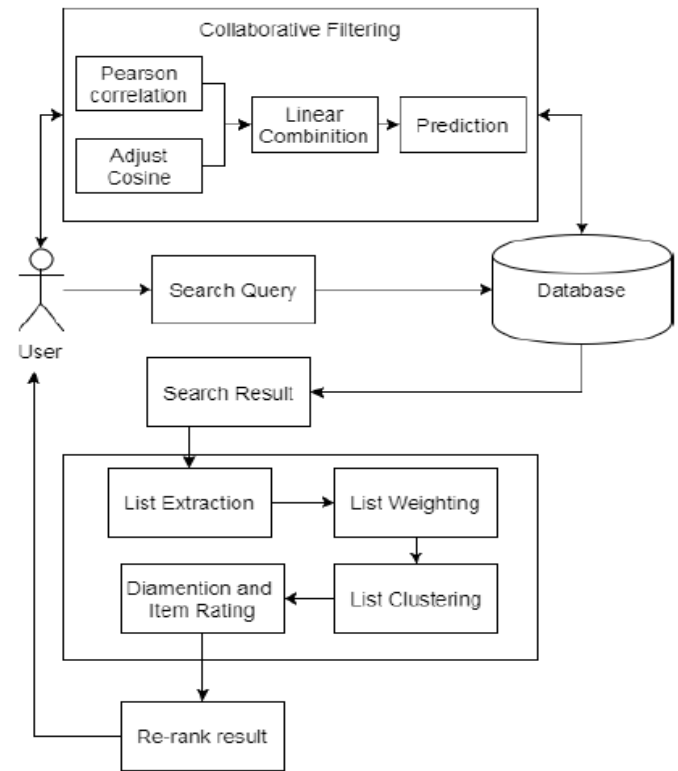 Collaborative Filtering
Pearson
correlation
Adjust
Cosine
Linear
Combinition
Prediction
User
Search Query
Database
Search Result
List Extraction
List Weighting
Diamention and
Item Rating
List Clustering
Re-rank result